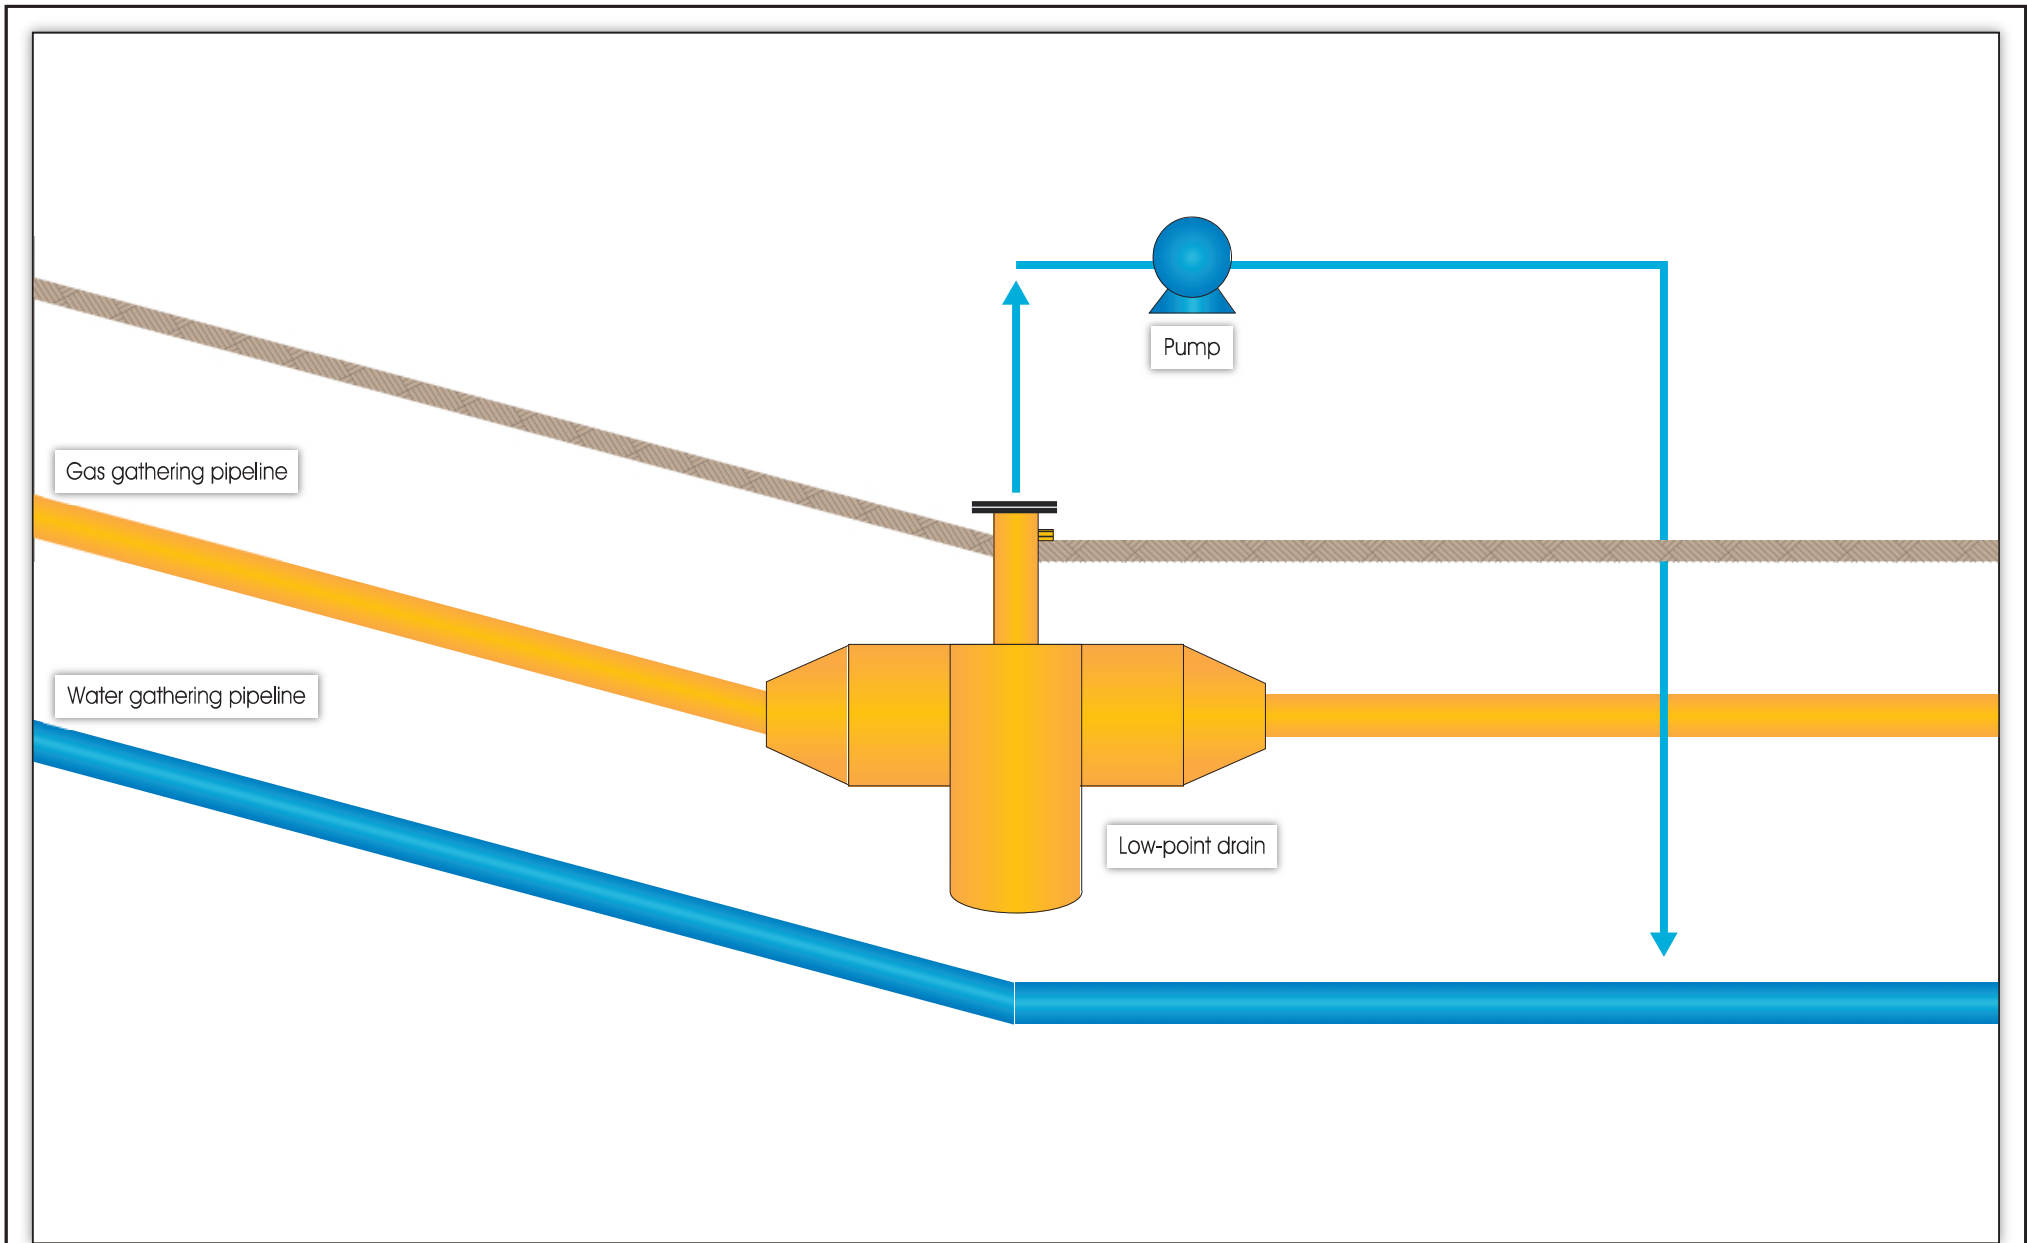 Pump
Gas gathering pipeline
Water gathering pipeline
Low-point drain